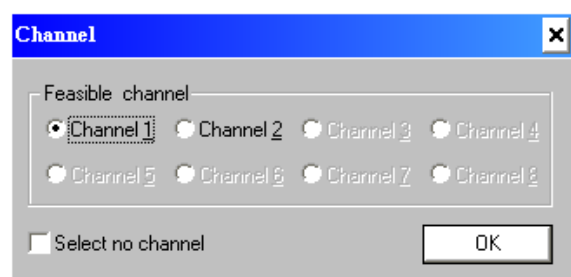 Channel
Feasible channel
Channel 1 Channel 2 Channel 3 Channel 4
Channel 5 Channel 6 Channel 7 Channel 8
Select no channel OK